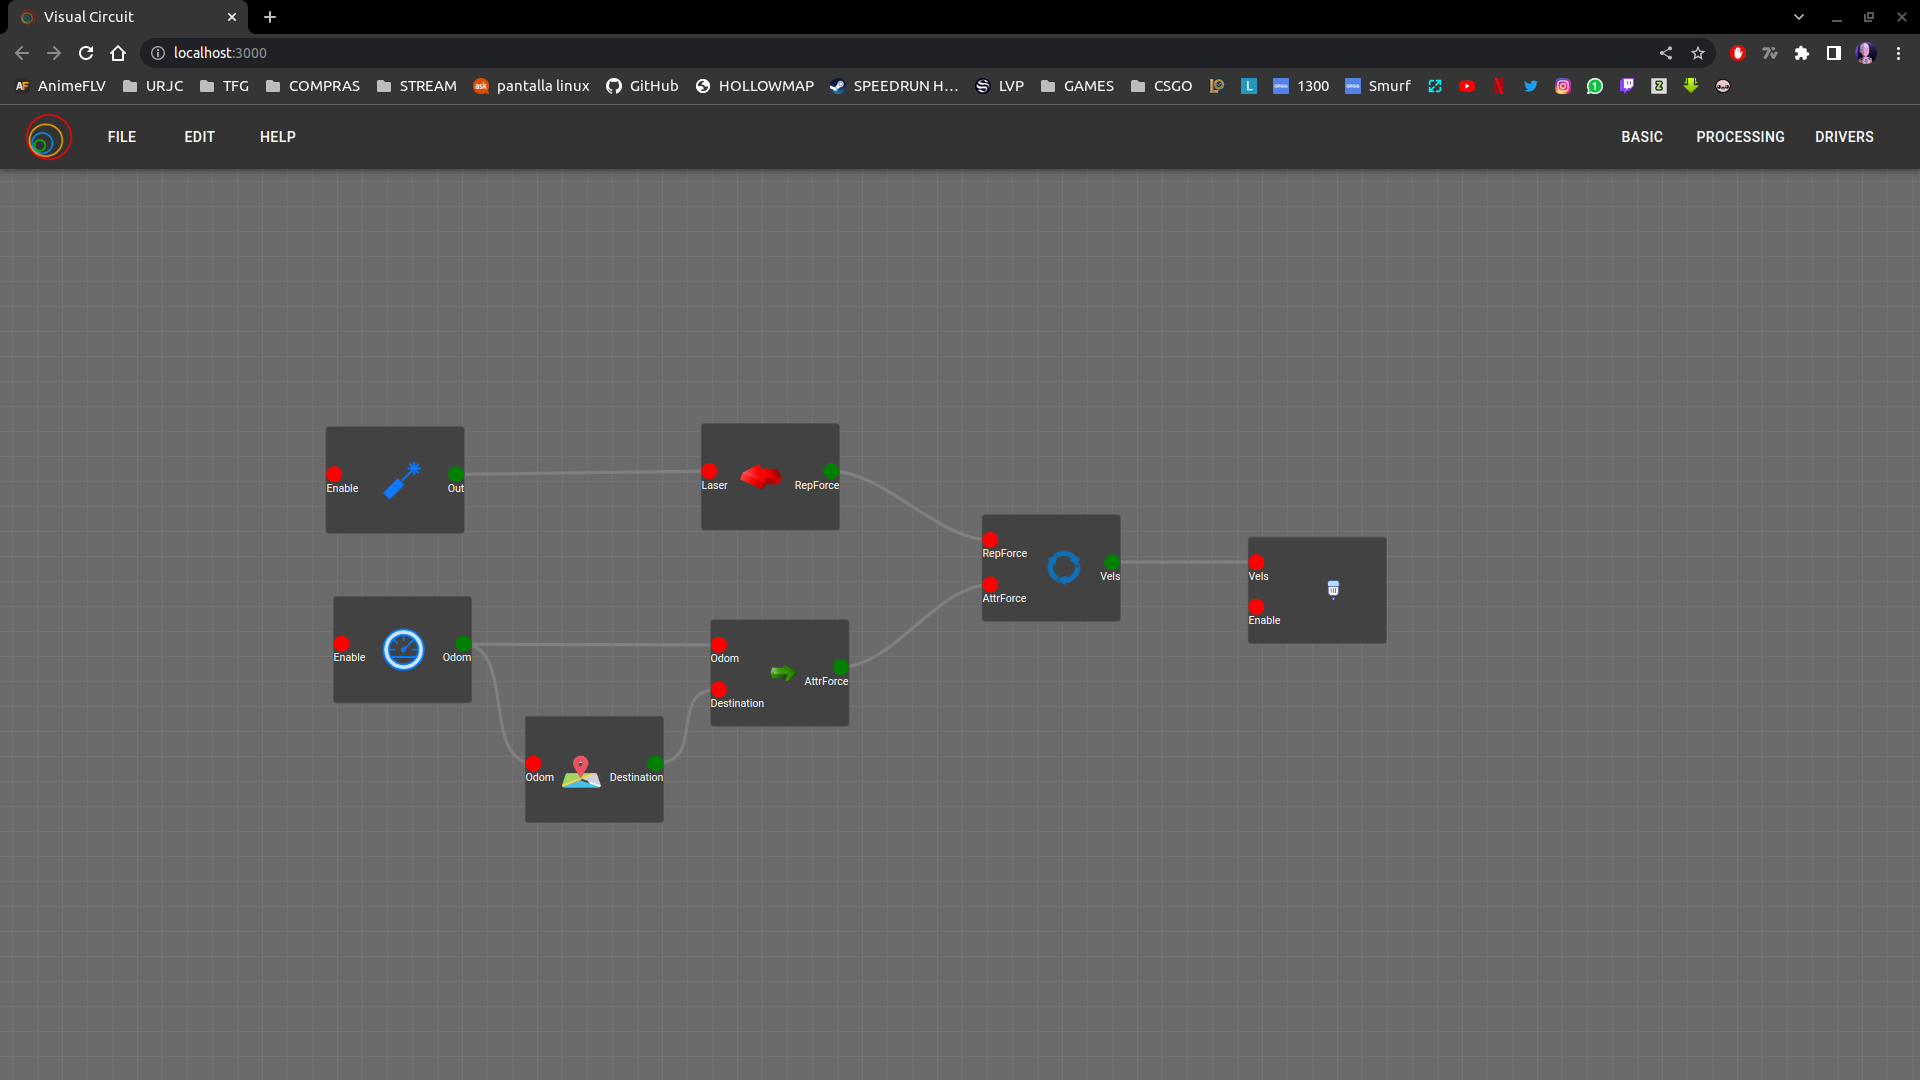 Visual Circuit
localhost:3000
AF AnimeFLV URJC TFG COMPRAS STREAM ask pantalla linux GitHub HOLLOWMAP SPEEDRUN H... LVP GAMES CSGO L 1300 Smurf
FILE EDIT HELP BASIC PROCESSING DRIVERS
Enable Out
Laser RepForce
RepForce
AttrForce
Vels
Vels
Enable
Enable Odom
Odom
Destination
AttrForce
Odom Destination